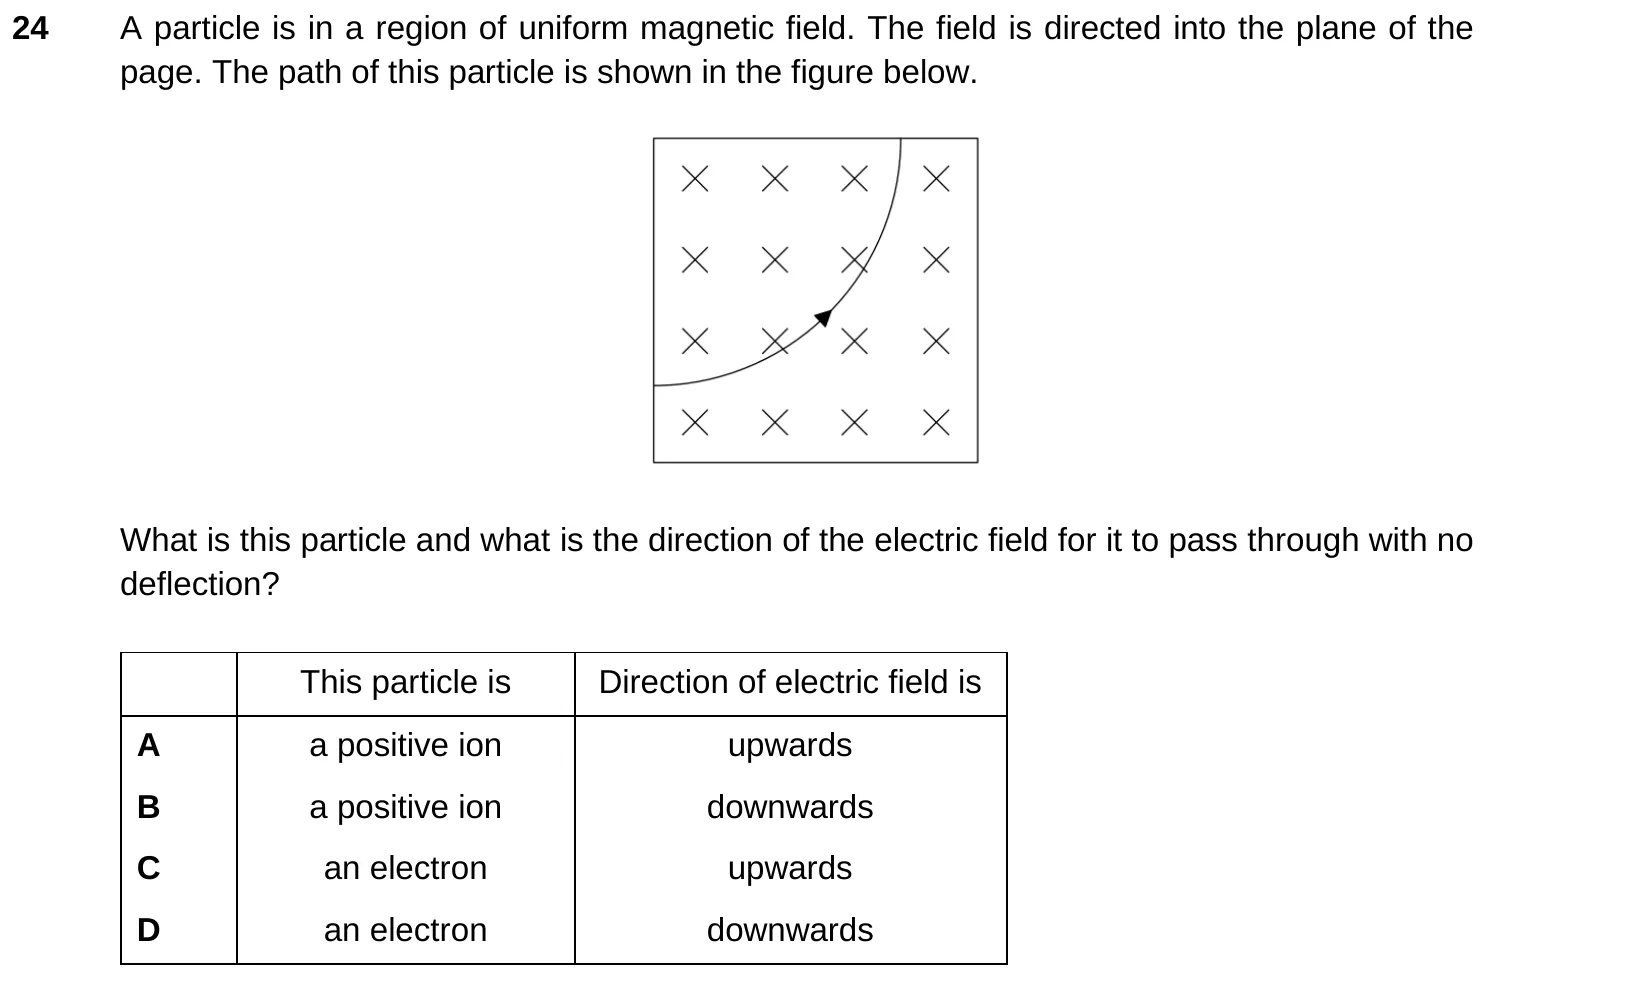 24 A particle is in a region of uniform magnetic field. The field is directed into the plane of the
page. The path of this particle is shown in the figure below.
What is this particle and what is the direction of the electric field for it to pass through with no
deflection?
This particle is Direction of electric field is
A a positive ion upwards
B a positive ion downwards
C an electron upwards
D an electron downwards